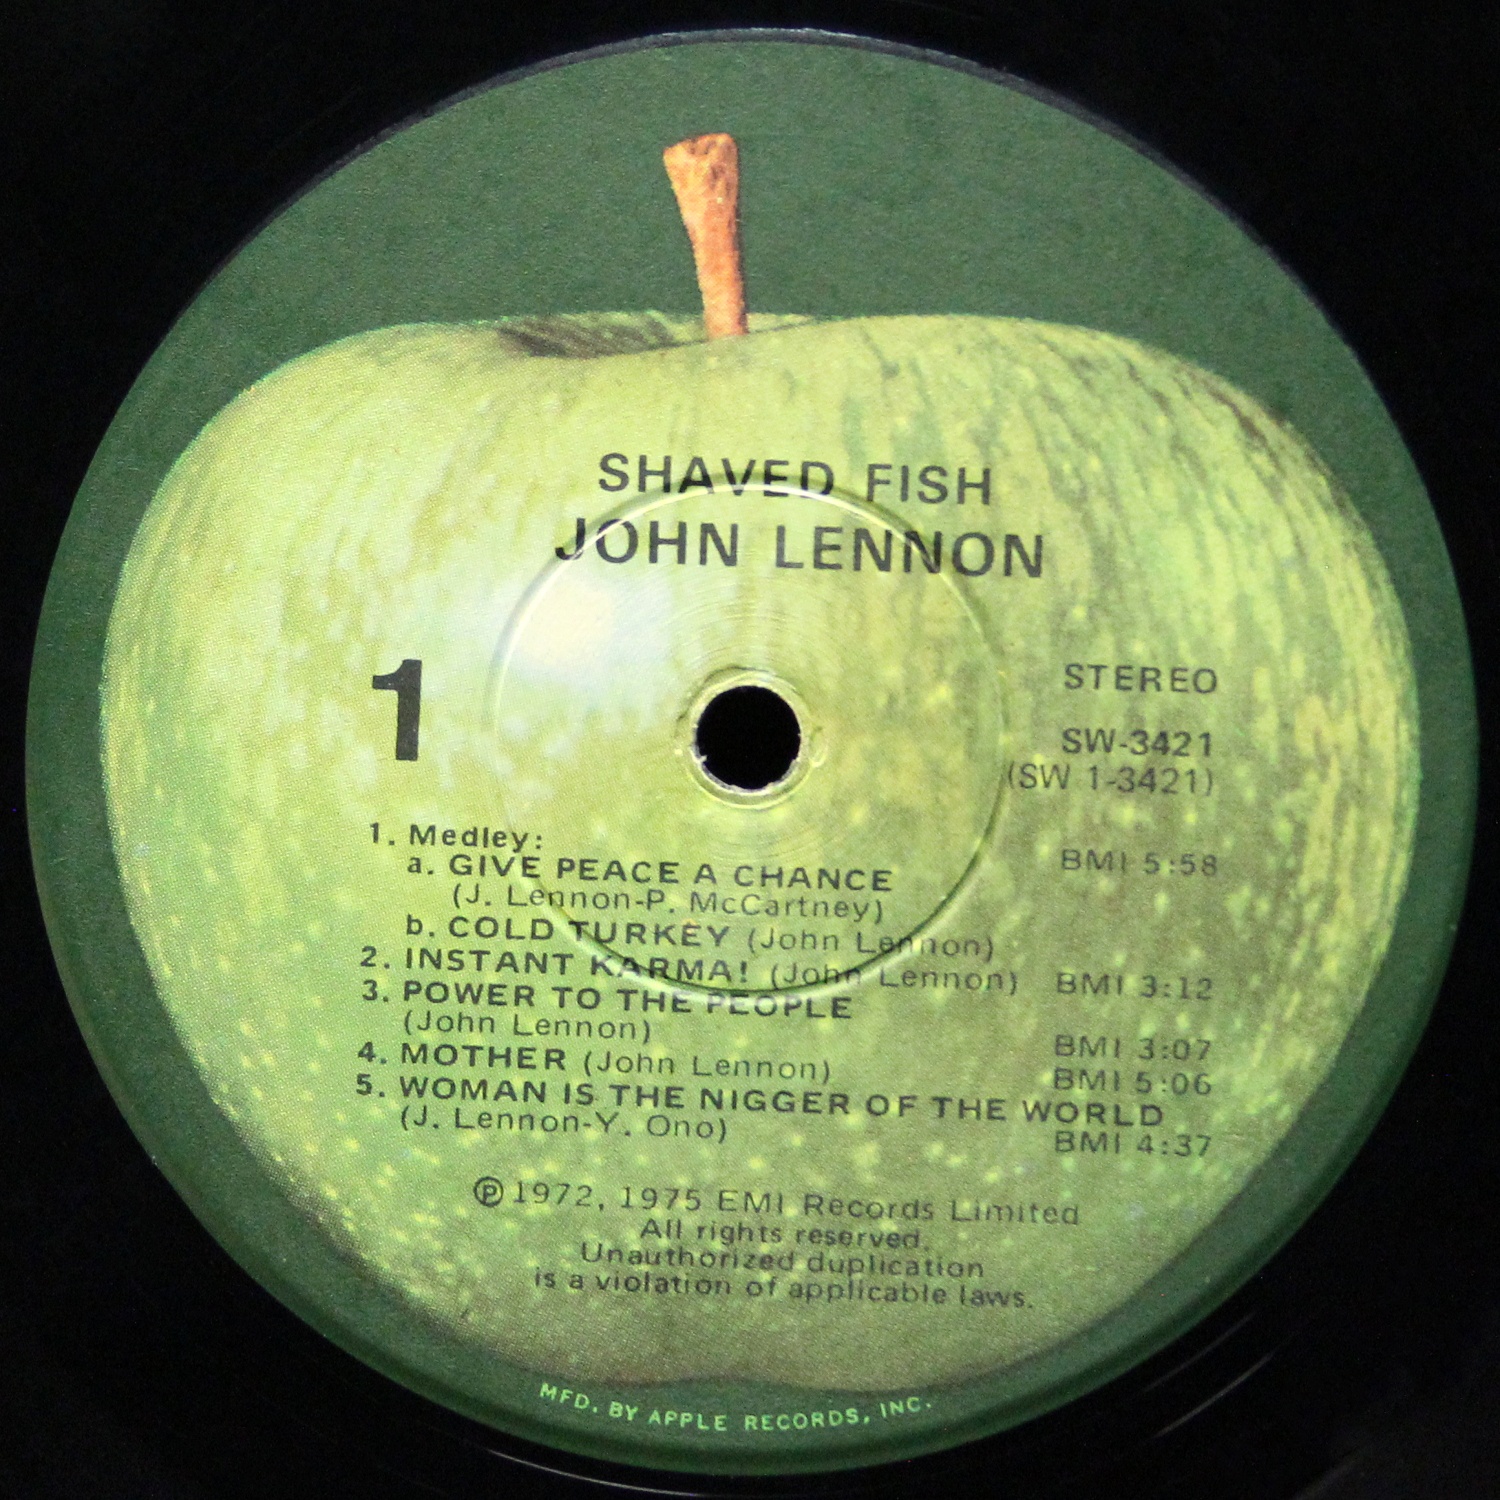 SHAVED FISH
JOHN LENNON
1
STEREO
SW-3421
(SW 1-3421)
1. Medley:
a. GIVE PEACE A CHANCE BMI 5:58
(J. Lennon-P. McCartney)
b. COLD TURKEY (John Lennon)
2. INSTANT KARMA! (John Lennon) BMI 3:12
3. POWER TO THE PEOPLE
(John Lennon) BMI 3:07
4. MOTHER (John Lennon) BMI 5:06
5. WOMAN IS THE NIGGER OF THE WORLD
(J. Lennon-Y. Ono) BMI 4:37
Ⓟ 1972, 1975 EMI Records Limited
All rights reserved.
Unauthorized duplication
is a violation of applicable laws.
MFD. BY APPLE RECORDS, INC.